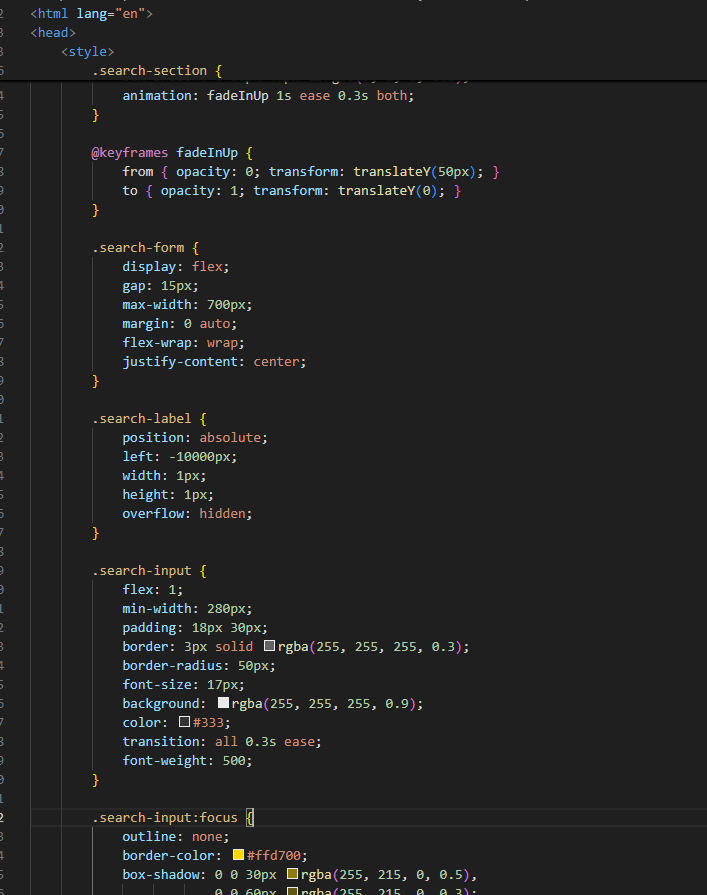 <html lang="en">
<head>
<style>
.search-section {
animation: fadeInUp 1s ease 0.3s both;
}
@keyframes fadeInUp {
from { opacity: 0; transform: translateY(50px); }
to { opacity: 1; transform: translateY(0); }
}
.search-form {
display: flex;
gap: 15px;
max-width: 700px;
margin: 0 auto;
flex-wrap: wrap;
justify-content: center;
}
.search-label {
position: absolute;
left: -10000px;
width: 1px;
height: 1px;
overflow: hidden;
}
.search-input {
flex: 1;
min-width: 280px;
padding: 18px 30px;
border: 3px solid rgba(255, 255, 255, 0.3);
border-radius: 50px;
font-size: 17px;
background: rgba(255, 255, 255, 0.9);
color: #333;
transition: all 0.3s ease;
font-weight: 500;
}
.search-input:focus {
outline: none;
border-color: #ffd700;
box-shadow: 0 0 30px rgba(255, 215, 0, 0.5),
0 0 60px rgba(255, 215, 0, 0.3);